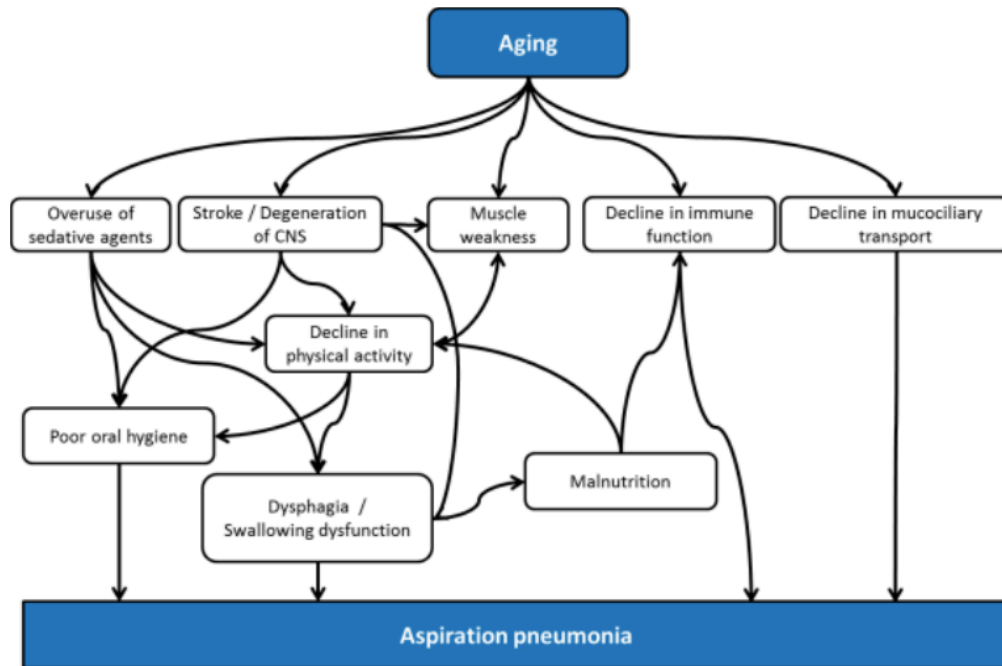 Aging
Overuse of
sedative agents
Stroke / Degeneration
of CNS
Muscle
weakness
Decline in immune
function
Decline in mucociliary
transport
Decline in
physical activity
Poor oral hygiene
Dysphagia /
Swallowing dysfunction
Malnutrition
Aspiration pneumonia